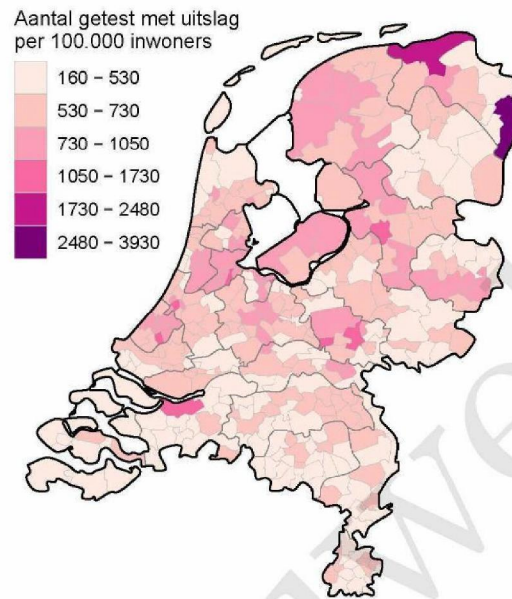 Aantal getest met uitslag
per 100.000 inwoners
160 – 530
530 – 730
730 – 1050
1050 – 1730
1730 – 2480
2480 – 3930